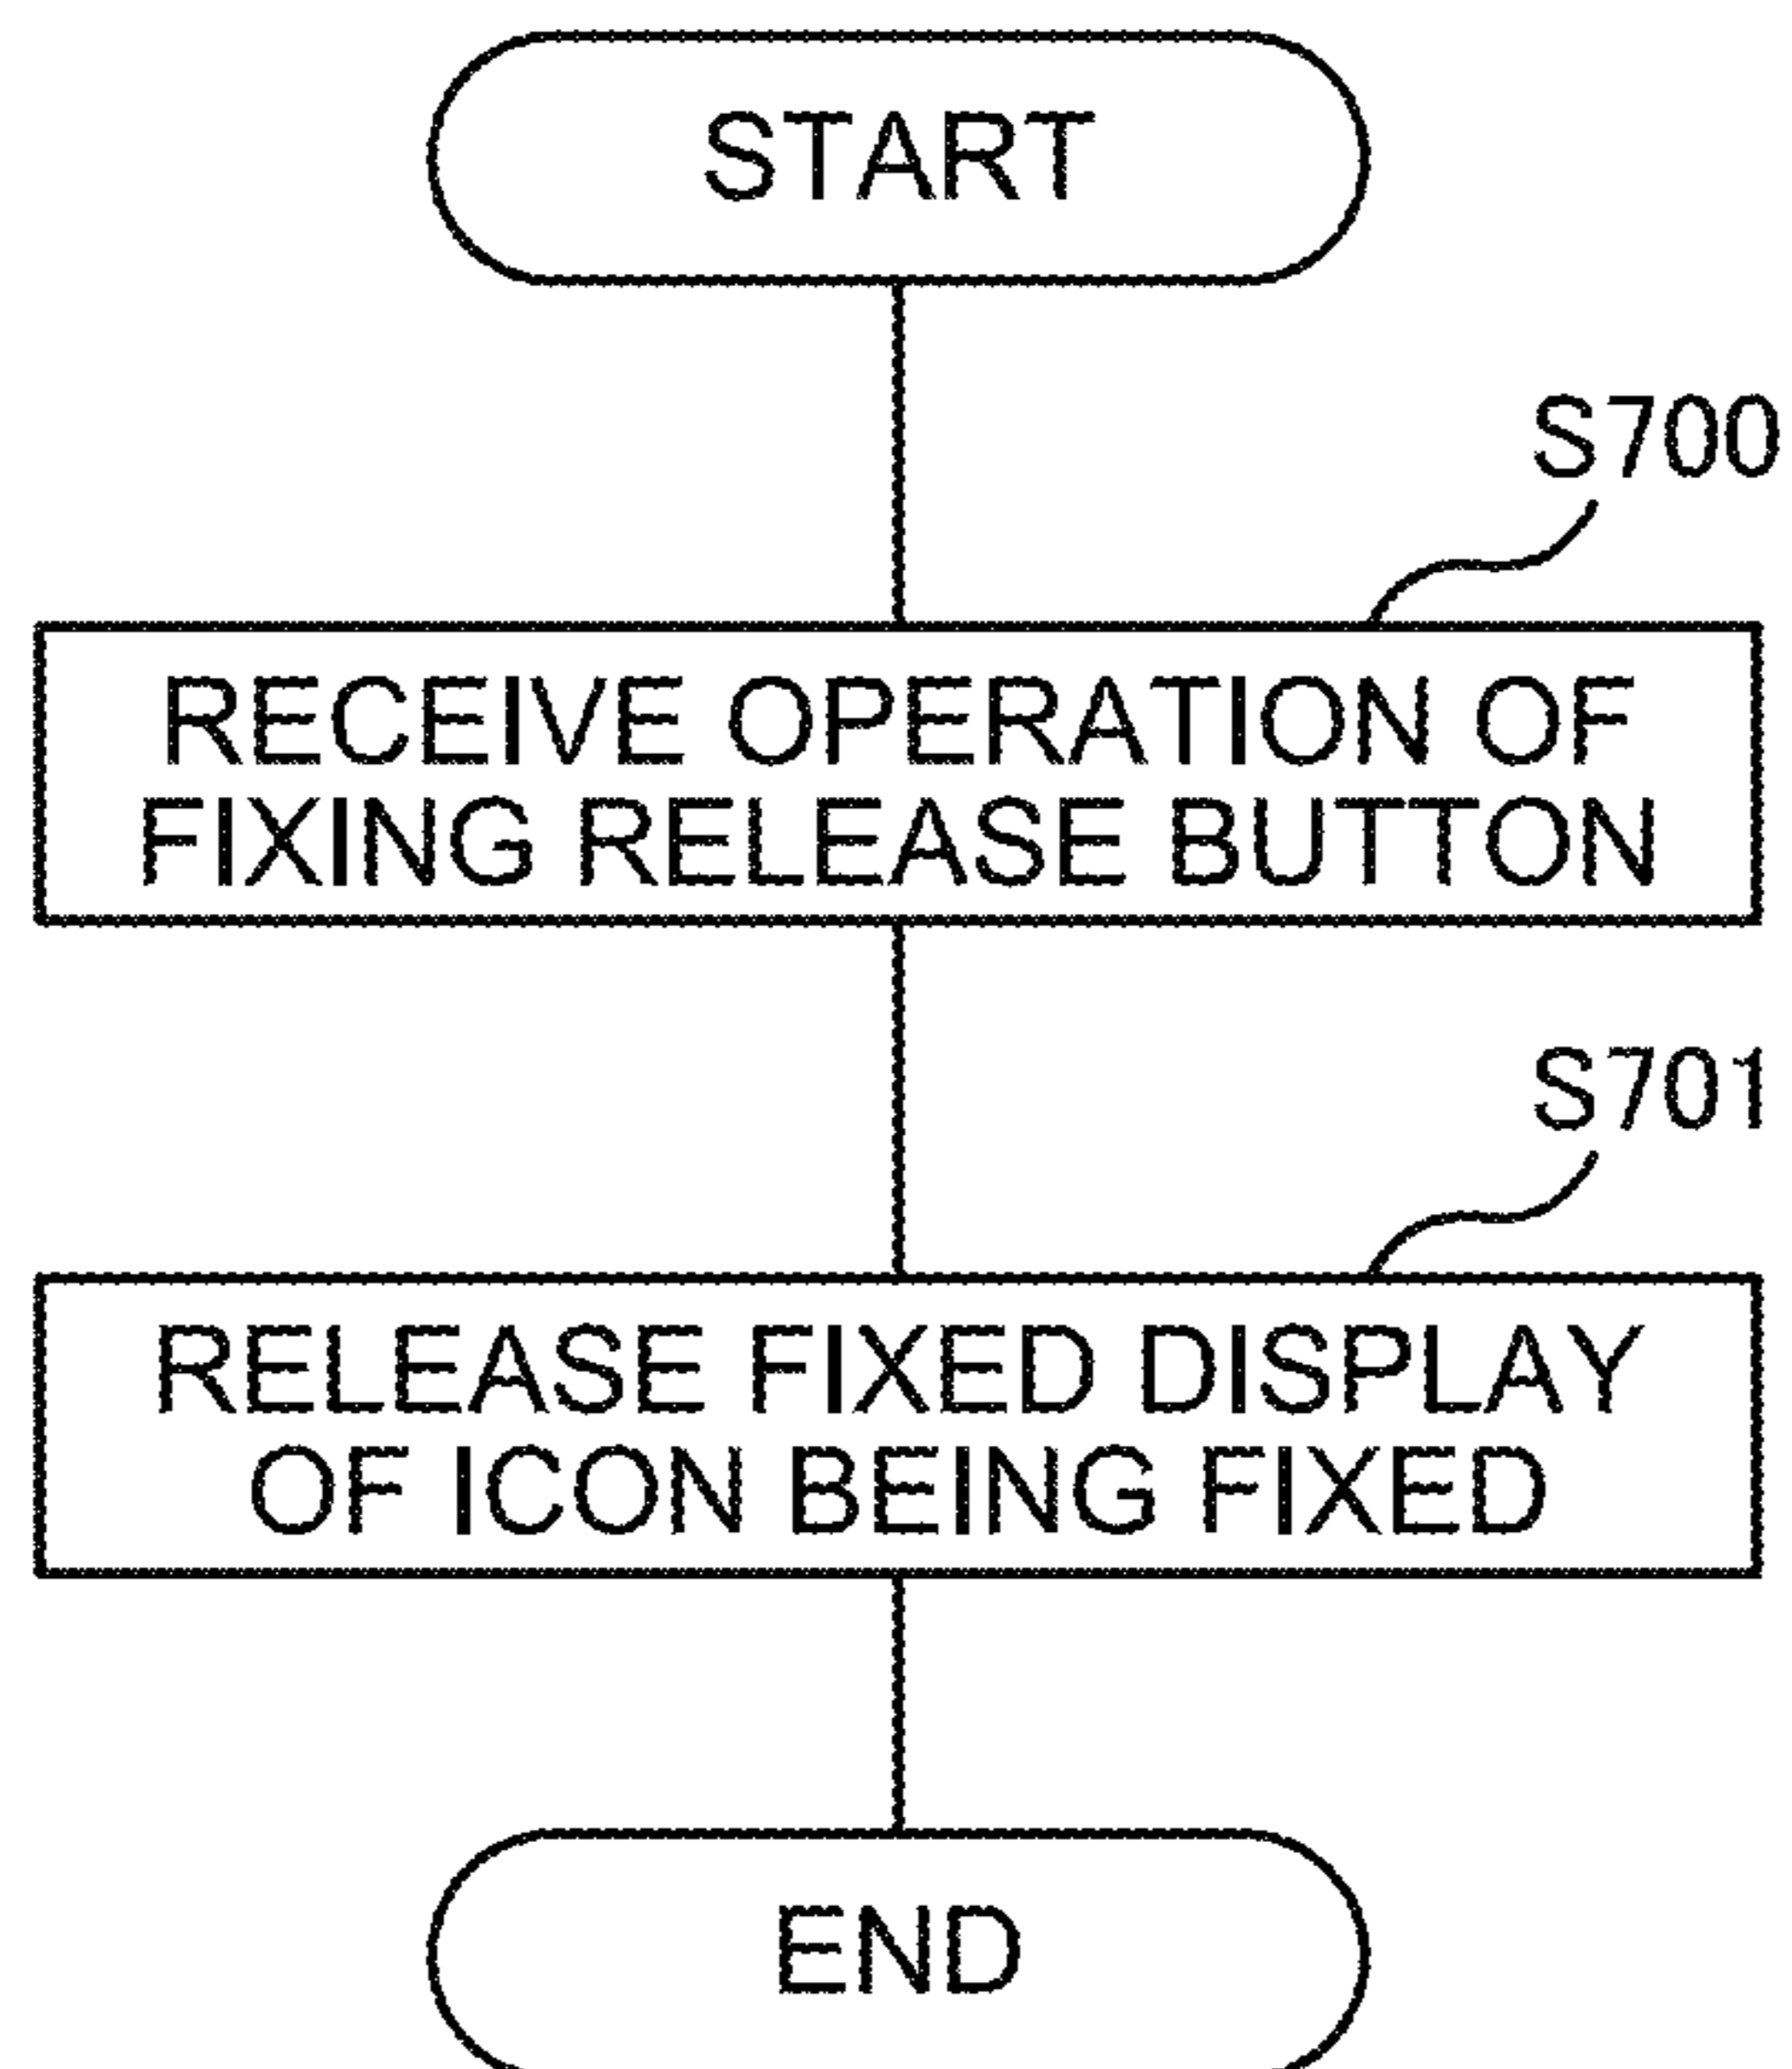 START
S700
RECEIVE OPERATION OF
FIXING RELEASE BUTTON
S701
RELEASE FIXED DISPLAY
OF ICON BEING FIXED
END